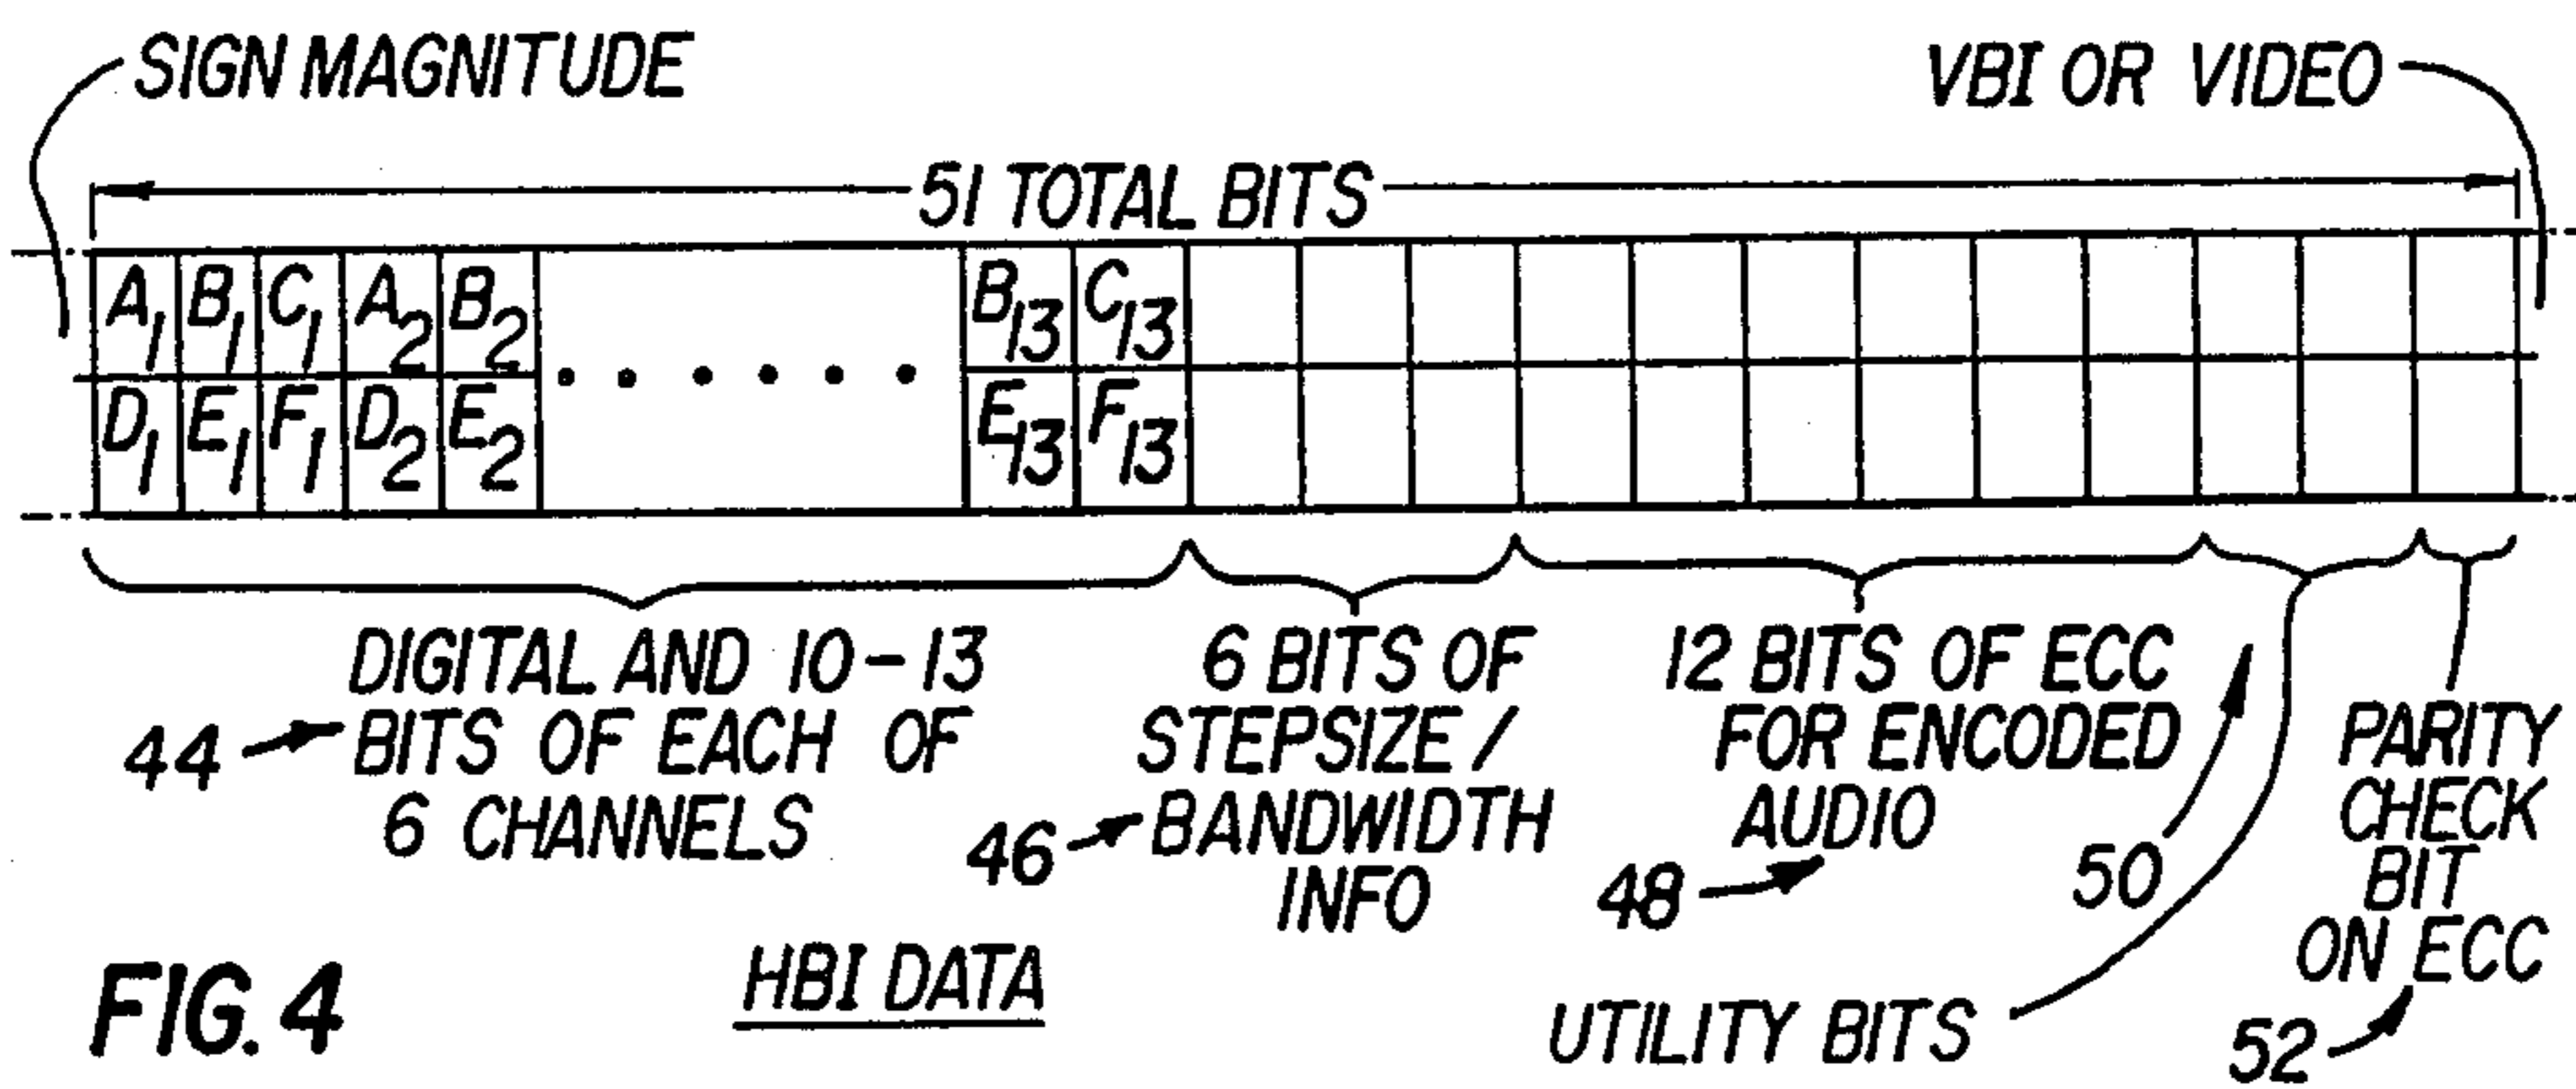 SIGN MAGNITUDE
VBI OR VIDEO
51 TOTAL BITS
A1 B1 C1 A2 B2 ...... B13 C13
D1 E1 F1 D2 E2 E13 F13
DIGITAL AND 10-13
BITS OF EACH OF
6 CHANNELS
44
6 BITS OF
STEPSIZE /
BANDWIDTH
INFO
46
12 BITS OF ECC
FOR ENCODED
AUDIO
48
50
UTILITY BITS
PARITY
CHECK
BIT
ON ECC
52
FIG. 4
HBI DATA